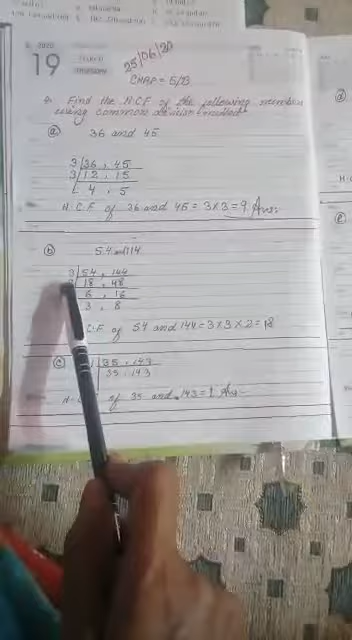 19
25/06/20
CHAP = 5/B
Q. Find the H.C.F of the following numbers
using common division method
(a) 36 and 45
3 | 36, 45
3 | 12, 15
4, 5
H.C.F of 36 and 45 = 3×3 = 9 Ans
(b) 54 and 144
3 | 54, 144
3 | 18, 48
6, 16
3, 8
C.F of 54 and 144 = 3×3×2 = 18
(c) 1 | 35, 143
35, 143
of 35 and 143 = 1 Ans
(d)
(e)